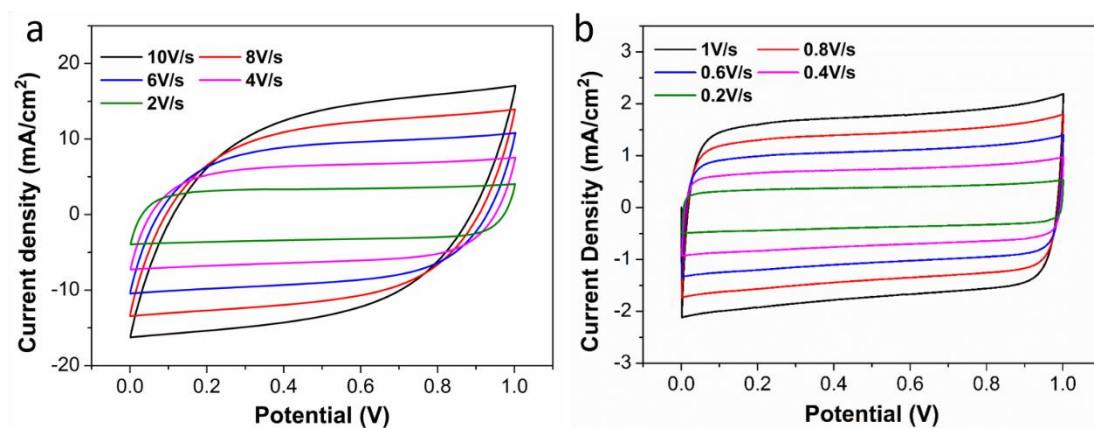 a
10V/s 8V/s
6V/s 4V/s
2V/s
Current density (mA/cm²)
20
10
0
-10
-20
0.0 0.2 0.4 0.6 0.8 1.0
Potential (V)
b
1V/s 0.8V/s
0.6V/s 0.4V/s
0.2V/s
Current Density (mA/cm²)
3
2
1
0
-1
-2
-3
0.0 0.2 0.4 0.6 0.8 1.0
Potential (V)